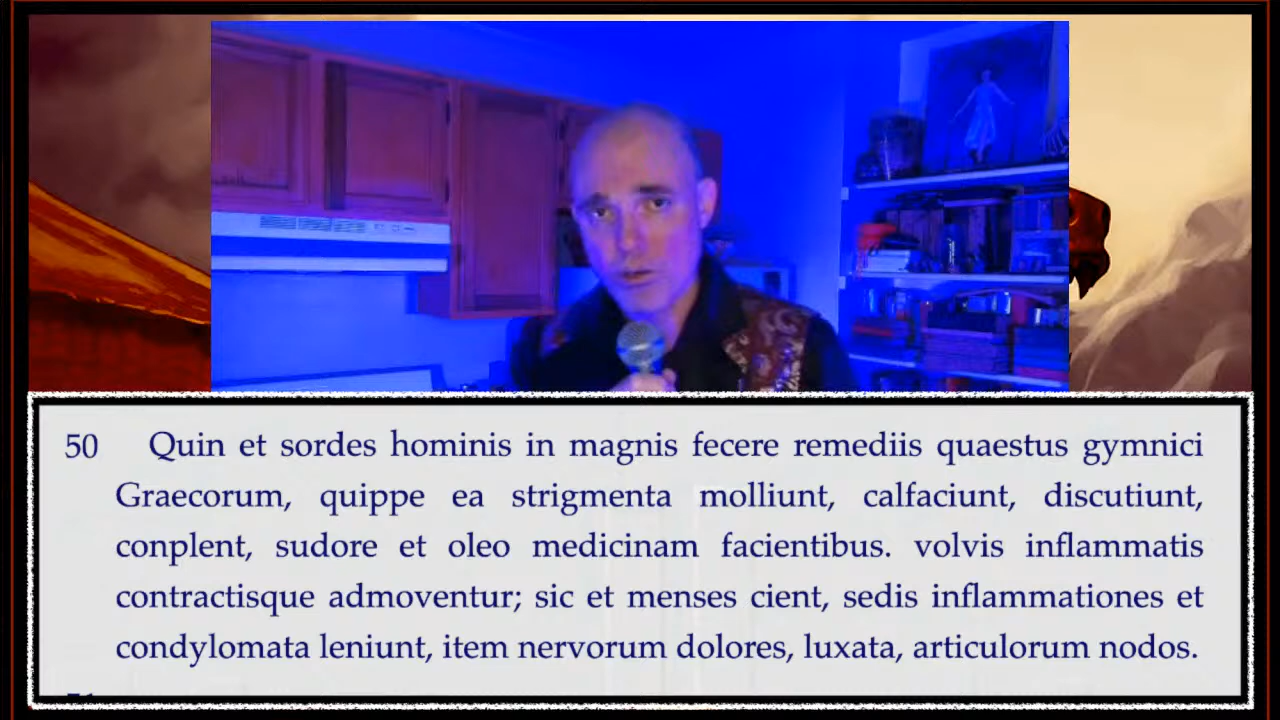 50 Quin et sordes hominis in magnis fecere remediis quaestus gymnici
Graecorum, quippe ea strigmenta molliunt, calfaciunt, discutiunt,
conplent, sudore et oleo medicinam facientibus. volvis inflammatis
contractisque admoventur; sic et menses cient, sedis inflammationes et
condylomata leniunt, item nervorum dolores, luxata, articulorum nodos.